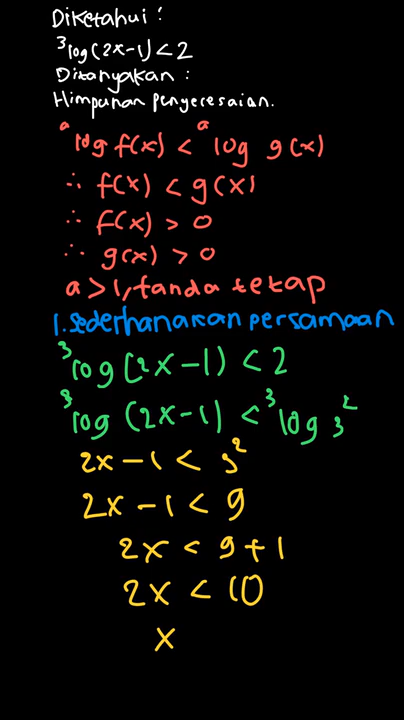 Diketahui :
³log(2x-1)<2
Ditanyakan :
Himpunan penyeresaian.
ᵃlog f(x) < ᵃlog g(x)
∴ f(x) < g(x)
∴ f(x) > 0
∴ g(x) > 0
a>1, tanda tetap
1. sederhanakan persamaan
³log(2x-1) < 2
³log (2x-1) < ³log 3²
2x-1 < 3²
2x-1 < 9
2x < 9+1
2x < 10
x